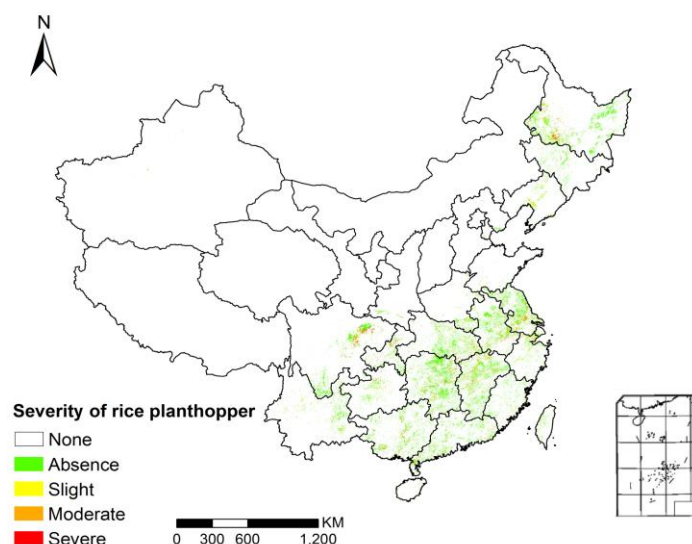 N
Severity of rice planthopper
None
Absence
Slight
Moderate
Severe
KM
0 300 600 1,200